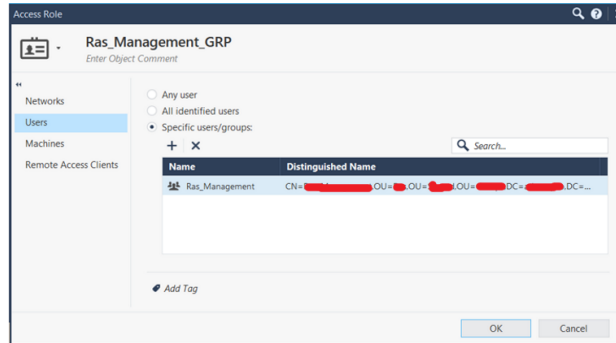 Access Role
Ras_Management_GRP
Enter Object Comment
Networks
Users
Machines
Remote Access Clients
Any user
All identified users
Specific users/groups:
Search...
Name Distinguished Name
Ras_Management CN= ,OU= ,OU= ,OU= DC= ,DC=...
Add Tag
OK Cancel